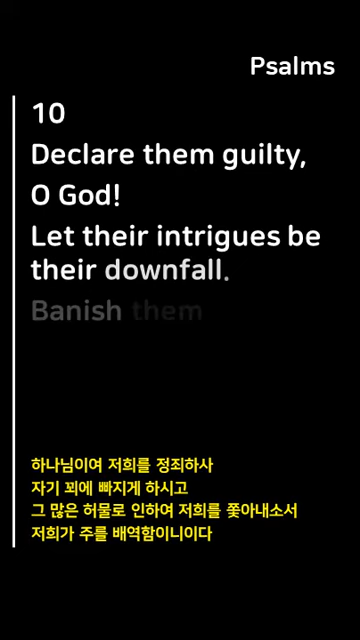 Psalms
10
Declare them guilty,
O God!
Let their intrigues be
their downfall.
Banish them
하나님이여 저희를 정죄하사
자기 꾀에 빠지게 하시고
그 많은 허물로 인하여 저희를 쫓아내소서
저희가 주를 배역함이니이다